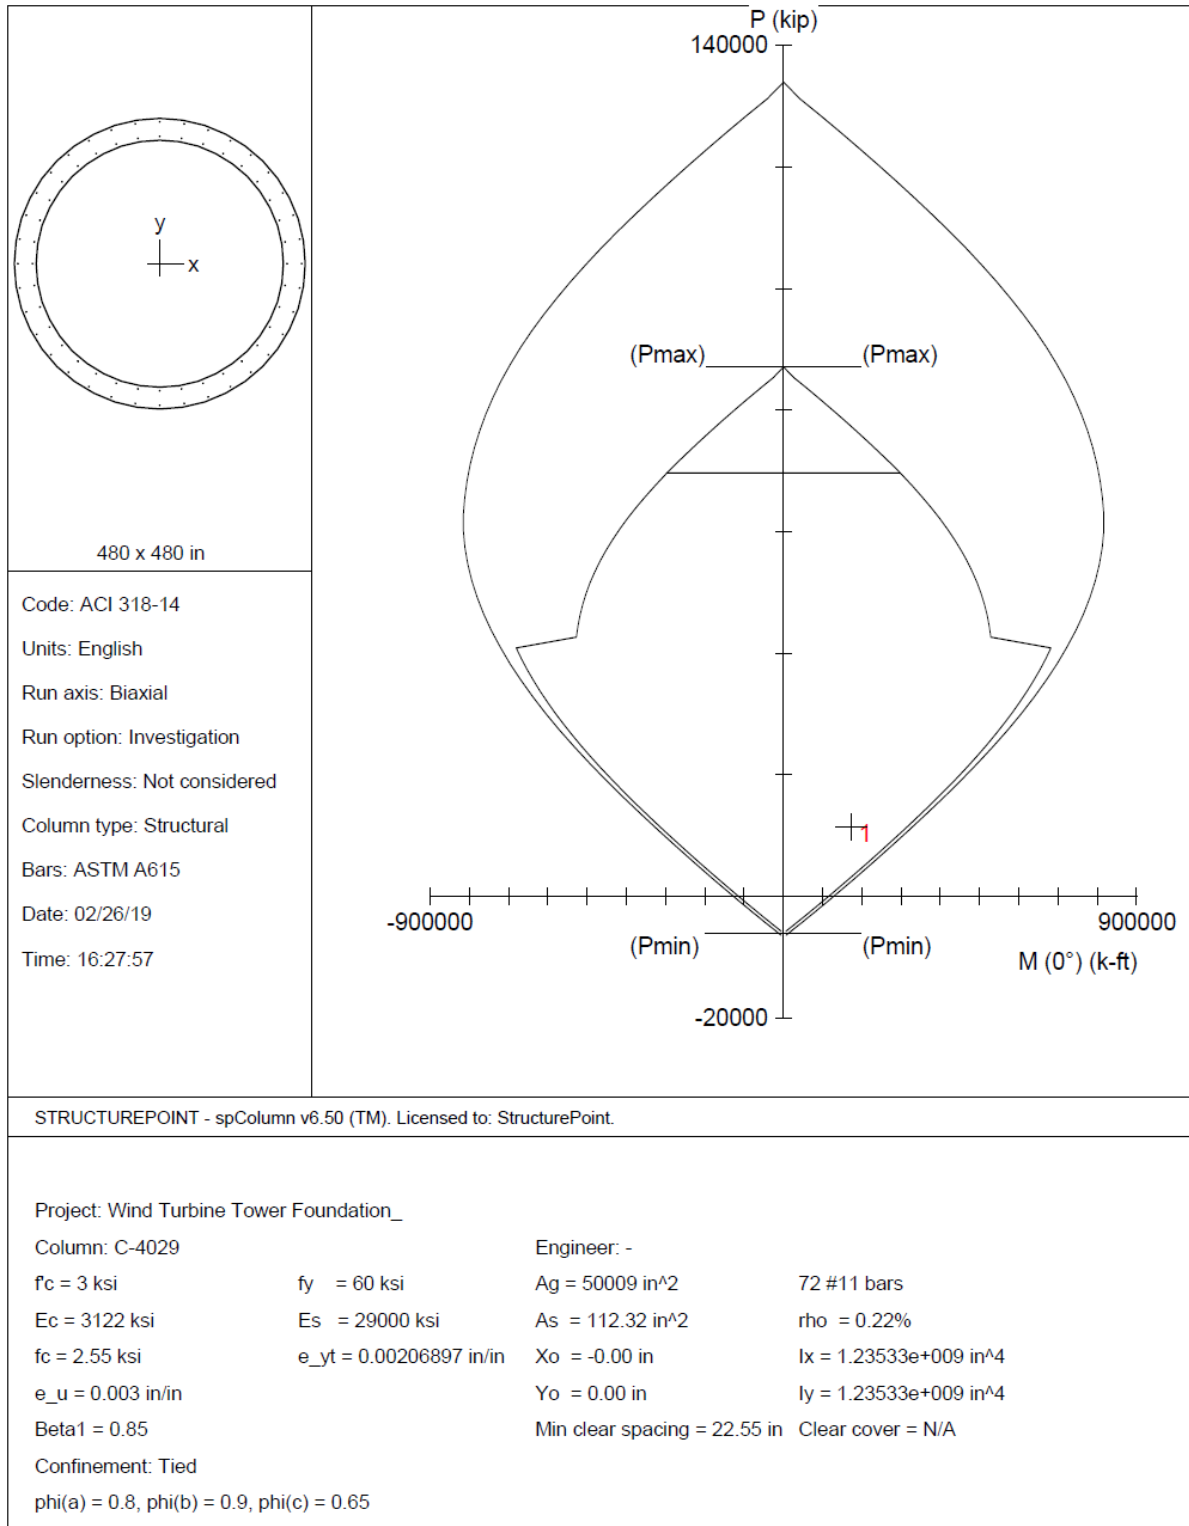 P (kip)
140000
(Pmax)
(Pmax)
y
x
480 x 480 in
1
-900000
900000
(Pmin)
(Pmin)
M (0°) (k-ft)
-20000
Code: ACI 318-14
Units: English
Run axis: Biaxial
Run option: Investigation
Slenderness: Not considered
Column type: Structural
Bars: ASTM A615
Date: 02/26/19
Time: 16:27:57
STRUCTUREPOINT - spColumn v6.50 (TM). Licensed to: StructurePoint.
Project: Wind Turbine Tower Foundation_
Column: C-4029 Engineer: -
f'c = 3 ksi fy = 60 ksi Ag = 50009 in^2 72 #11 bars
Ec = 3122 ksi Es = 29000 ksi As = 112.32 in^2 rho = 0.22%
fc = 2.55 ksi e_yt = 0.00206897 in/in Xo = -0.00 in Ix = 1.23533e+009 in^4
e_u = 0.003 in/in Yo = 0.00 in Iy = 1.23533e+009 in^4
Beta1 = 0.85 Min clear spacing = 22.55 in Clear cover = N/A
Confinement: Tied
phi(a) = 0.8, phi(b) = 0.9, phi(c) = 0.65